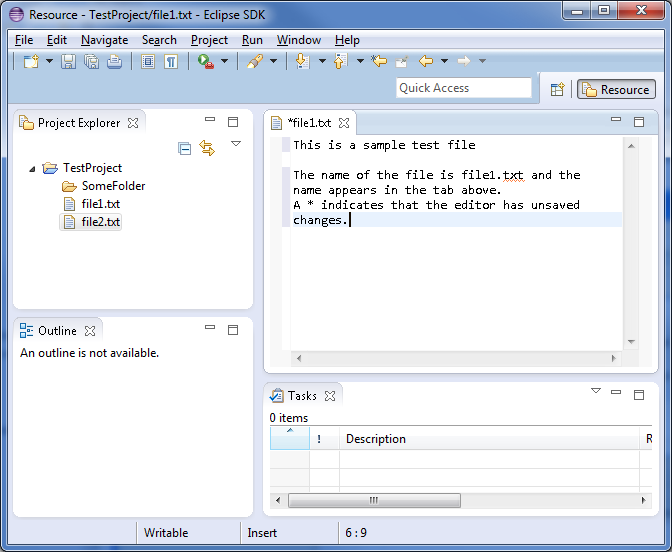 Resource - TestProject/file1.txt - Eclipse SDK
File Edit Navigate Search Project Run Window Help
Quick Access
Resource
Project Explorer
TestProject
SomeFolder
file1.txt
file2.txt
*file1.txt
This is a sample test file
The name of the file is file1.txt and the
name appears in the tab above.
A * indicates that the editor has unsaved
changes.
Outline
An outline is not available.
Tasks
0 items
! Description R
Writable Insert 6 : 9